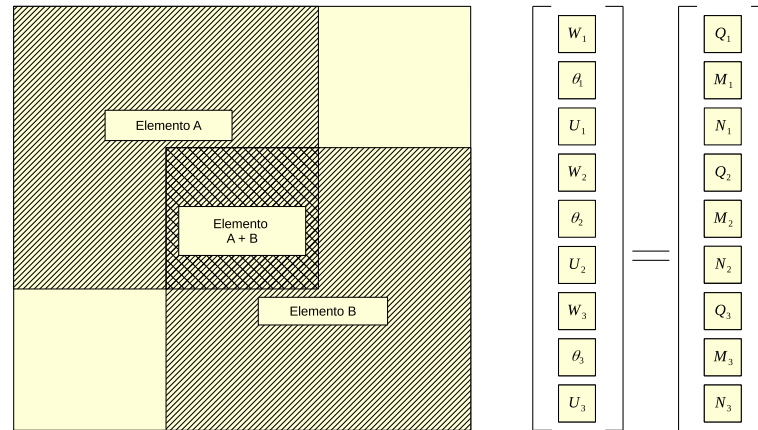 Elemento A
Elemento
A + B
Elemento B
W1
θ1
U1
W2
θ2
U2
W3
θ3
U3
=
Q1
M1
N1
Q2
M2
N2
Q3
M3
N3